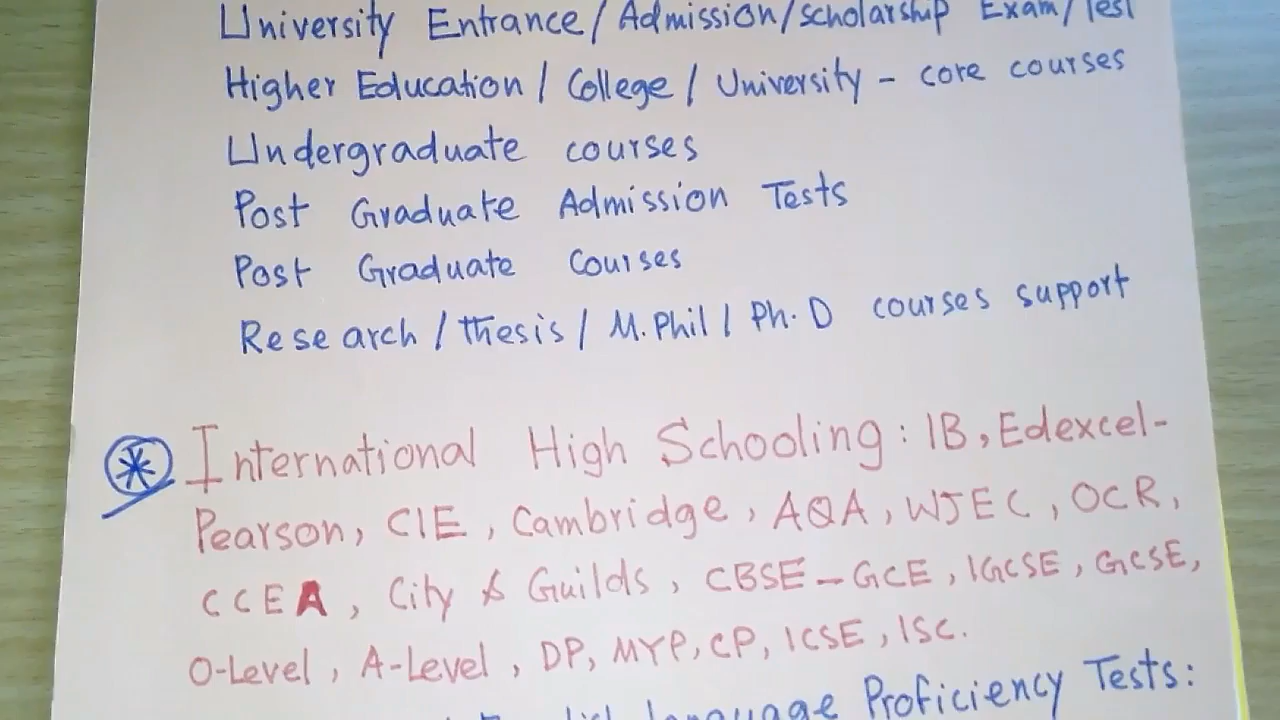 University Entrance/Admission/scholarship Exam/Test
Higher Education / College / University - core courses
Undergraduate courses
Post Graduate Admission Tests
Post Graduate Courses
Research / thesis / M.Phil / Ph.D courses support
International High Schooling: IB, Edexcel-
Pearson, CIE, Cambridge, AQA, WJEC, OCR,
CCEA, City & Guilds, CBSE-GCE, IGCSE, GCSE,
O-Level, A-Level, DP, MYP, CP, ICSE, ISC.
language Proficiency Tests: